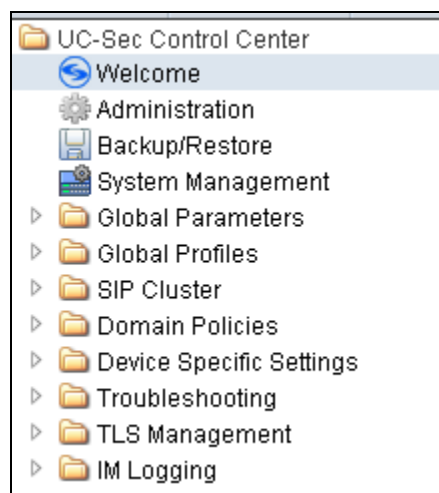 UC-Sec Control Center
Welcome
Administration
Backup/Restore
System Management
Global Parameters
Global Profiles
SIP Cluster
Domain Policies
Device Specific Settings
Troubleshooting
TLS Management
IM Logging